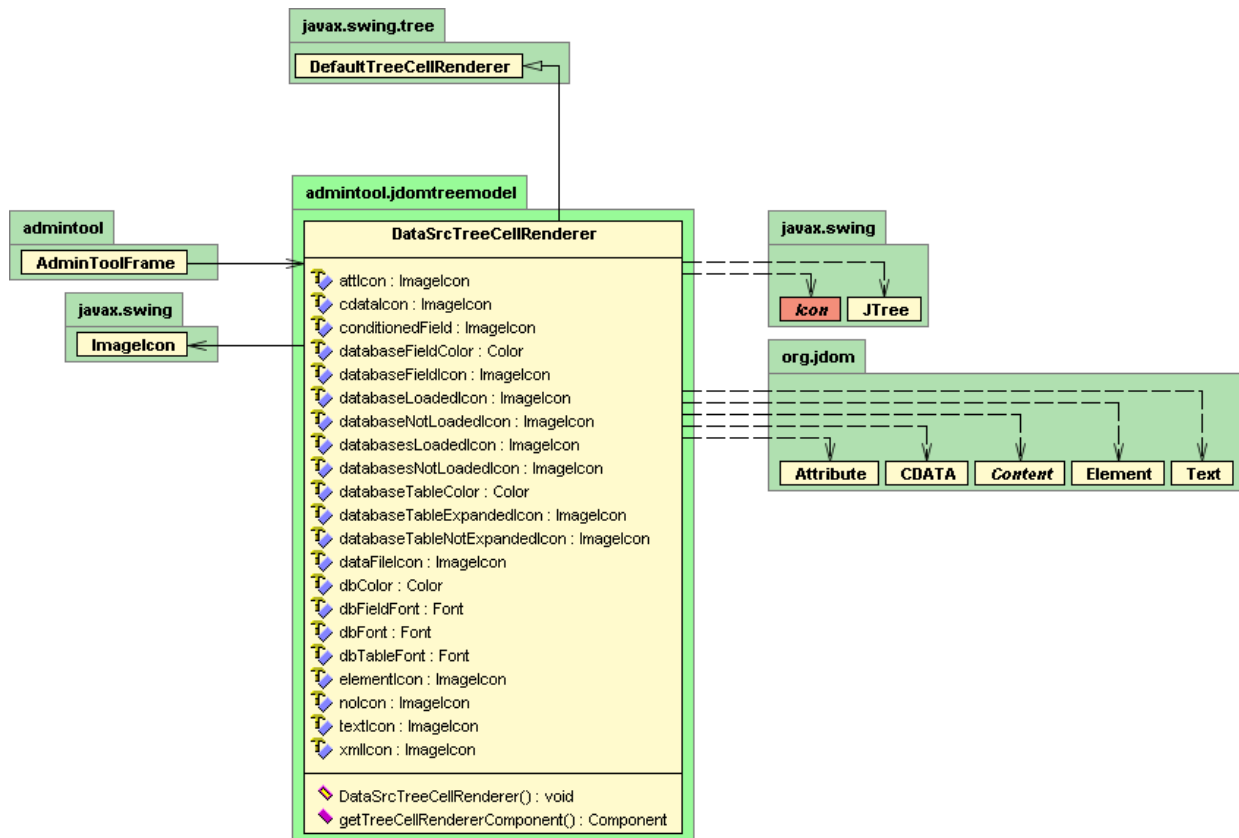 javax.swing.tree
DefaultTreeCellRenderer
admintool.jdomtreemodel
DataSrcTreeCellRenderer
admintool
AdminToolFrame
javax.swing
ImageIcon
attIcon : ImageIcon
cdataIcon : ImageIcon
conditionedField : ImageIcon
databaseFieldColor : Color
databaseFieldIcon : ImageIcon
databaseLoadedIcon : ImageIcon
databaseNotLoadedIcon : ImageIcon
databasesLoadedIcon : ImageIcon
databasesNotLoadedIcon : ImageIcon
databaseTableColor : Color
databaseTableExpandedIcon : ImageIcon
databaseTableNotExpandedIcon : ImageIcon
dataFileIcon : ImageIcon
dbColor : Color
dbFieldFont : Font
dbFont : Font
dbTableFont : Font
elementIcon : ImageIcon
noIcon : ImageIcon
textIcon : ImageIcon
xmlIcon : ImageIcon
DataSrcTreeCellRenderer() : void
getTreeCellRendererComponent() : Component
javax.swing
Icon JTree
org.jdom
Attribute CDATA Content Element Text